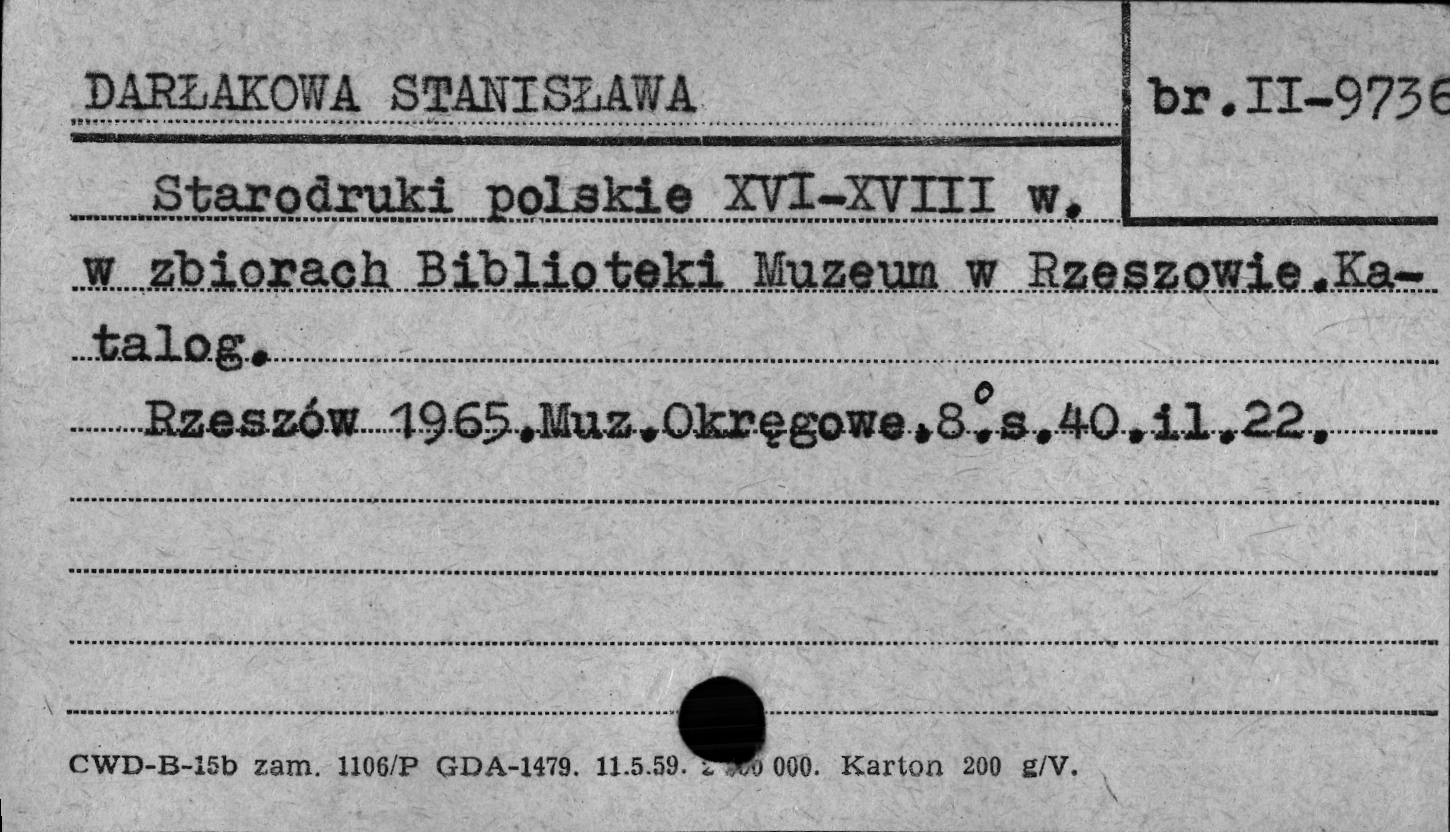 DARŁAKOWA STANISŁAWA
br.II-9736
Starodruki polskie XVI-XVIII w.
w zbiorach Biblioteki Muzeum w Rzeszowie.Ka-
talog.
Rzeszów 1965.Muz.Okręgowe.8°.s.40.il.22.
CWD-B-15b zam. 1106/P GDA-1479. 11.5.59. 000. Karton 200 g/V.